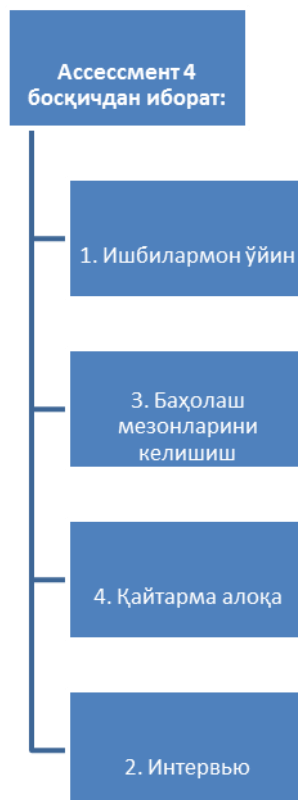 Ассессмент 4
босқичдан иборат:
1. Ишбилармон ўйин
3. Баҳолаш
мезонларини
келишиш
4. Қайтарма алоқа
2. Интервью